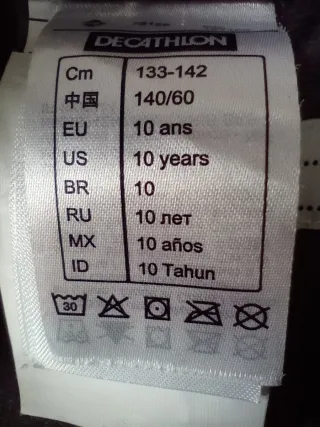 DECATHLON
Cm 133-142
中国 140/60
EU 10 ans
US 10 years
BR 10
RU 10 лет
MX 10 años
ID 10 Tahun
30